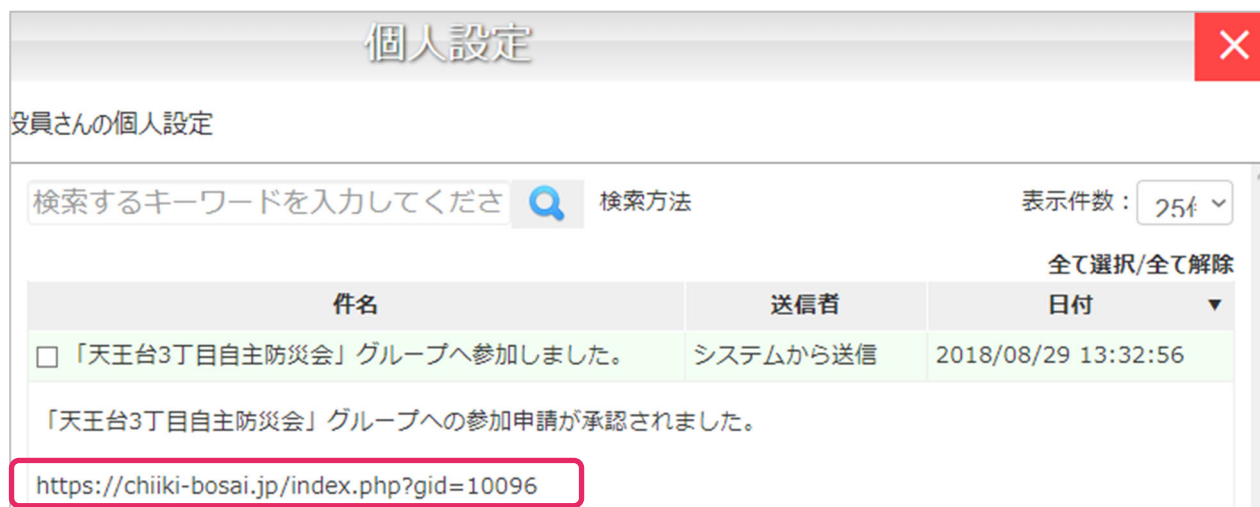 個人設定
役員さんの個人設定
検索するキーワードを入力してくださ 検索方法 表示件数：
全て選択/全て解除
件名 送信者 日付 ▼
「天王台3丁目自主防災会」グループへ参加しました。 システムから送信 2018/08/29 13:32:56
「天王台3丁目自主防災会」グループへの参加申請が承認されました。
https://chiiki-bosai.jp/index.php?gid=10096